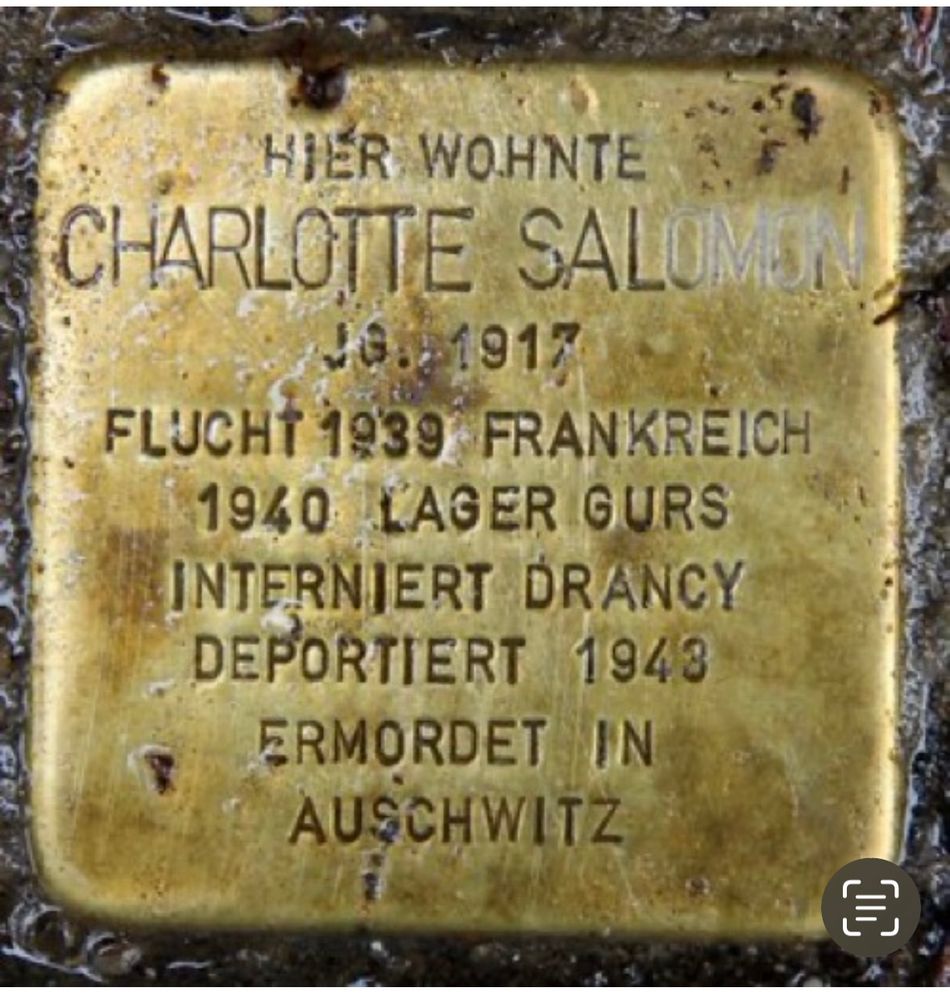 HIER WOHNTE
CHARLOTTE SALOMON
JG. 1917
FLUCHT 1939 FRANKREICH
1940 LAGER GURS
INTERNIERT DRANCY
DEPORTIERT 1943
ERMORDET IN
AUSCHWITZ